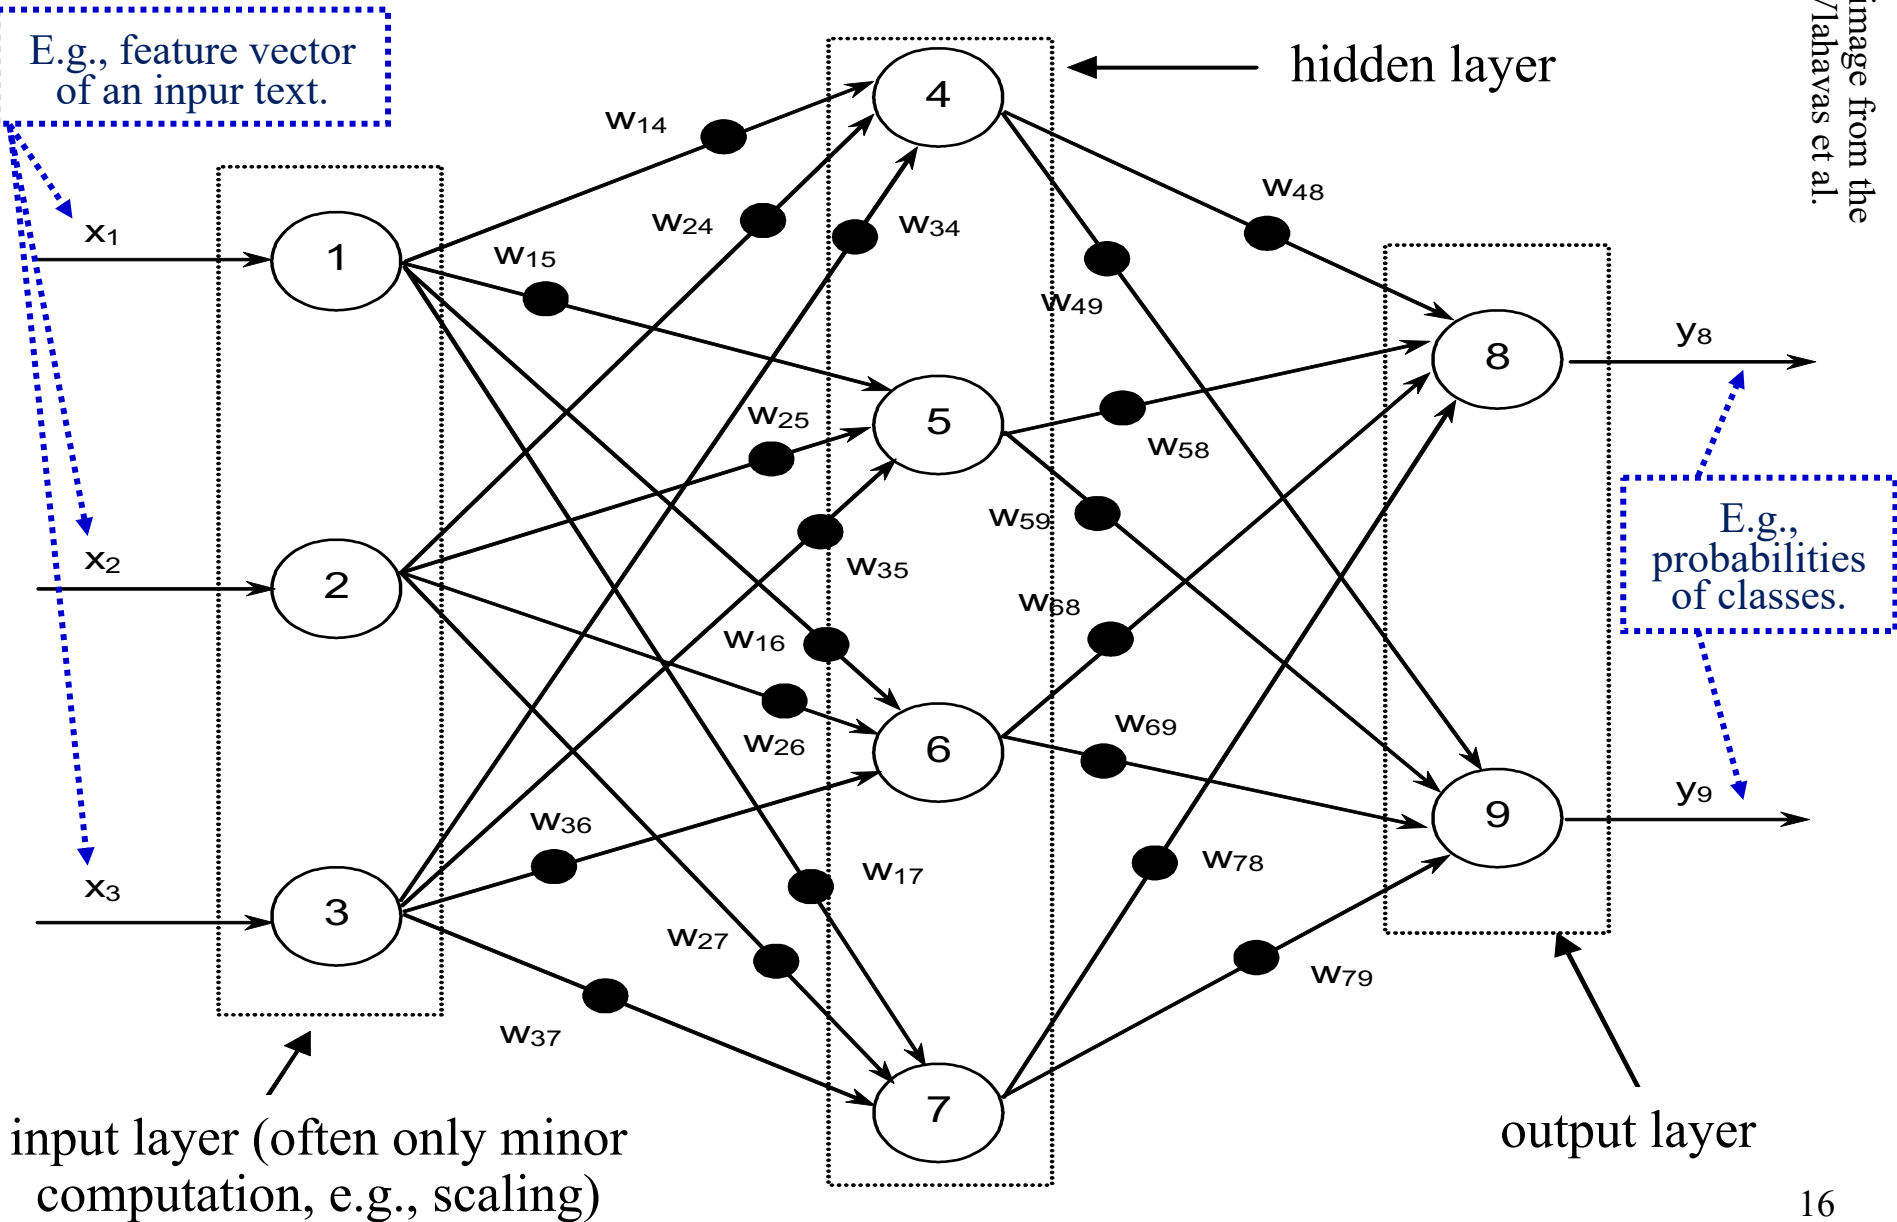 E.g., feature vector
of an inpur text.
hidden layer
image from the
Vlahavas et al.
x1
x2
x3
1
2
3
w14
w24
w34
w15
w25
w35
w16
w26
w36
w17
w27
w37
4
5
6
7
w48
w49
w58
w59
w68
w69
w78
w79
8
9
y8
y9
E.g.,
probabilities
of classes.
input layer (often only minor
computation, e.g., scaling)
output layer
16